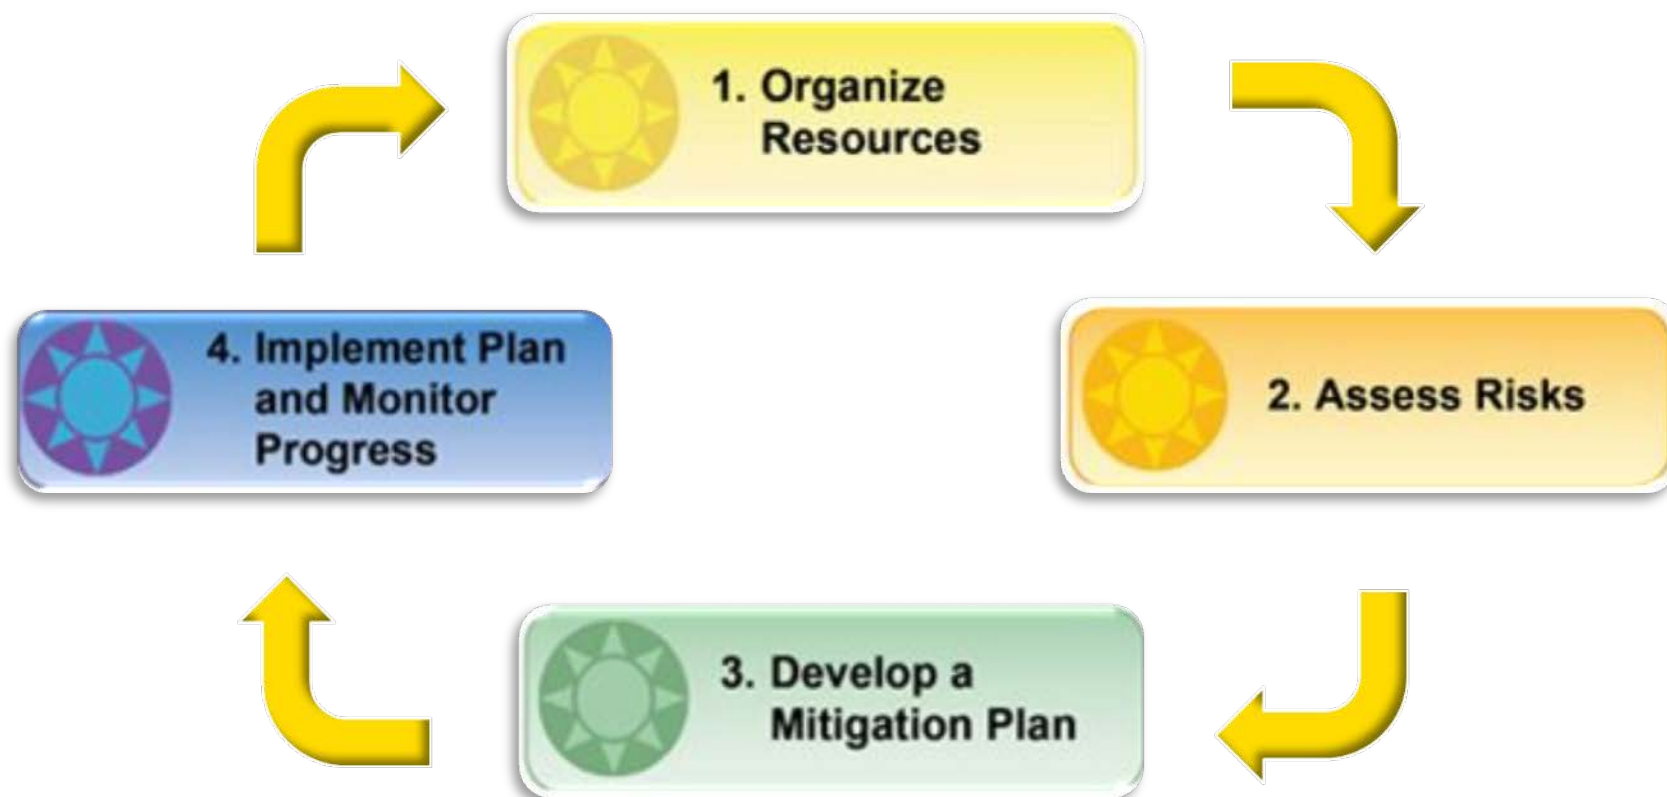 1. Organize
Resources
2. Assess Risks
3. Develop a
Mitigation Plan
4. Implement Plan
and Monitor
Progress